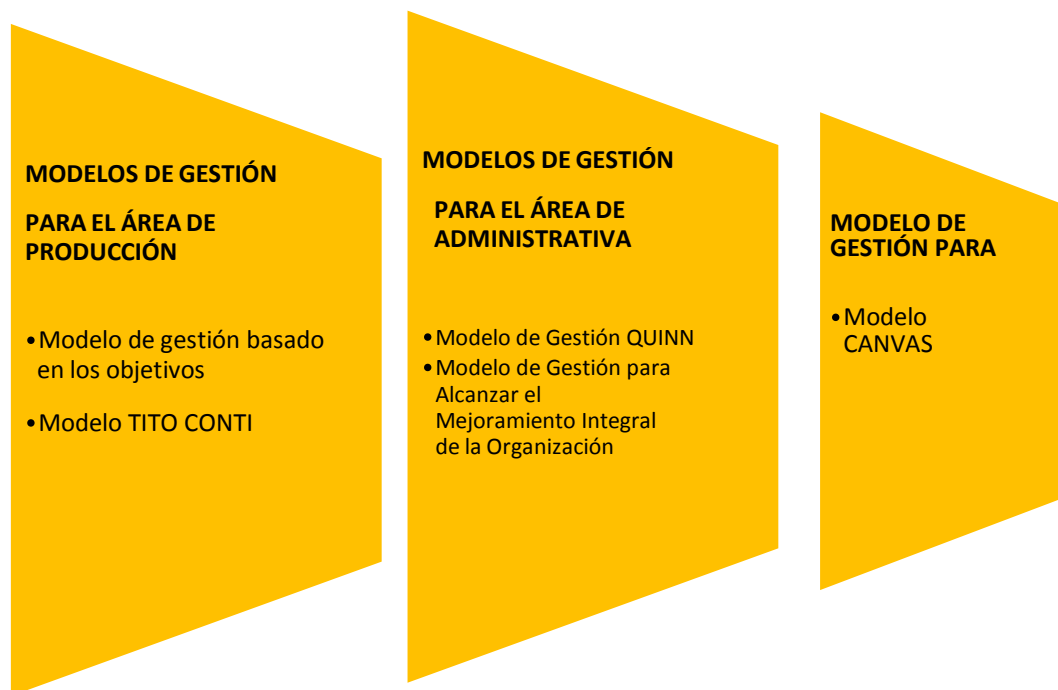 MODELOS DE GESTIÓN
PARA EL ÁREA DE
PRODUCCIÓN
•Modelo de gestión basado
en los objetivos
•Modelo TITO CONTI
MODELOS DE GESTIÓN
PARA EL ÁREA DE
ADMINISTRATIVA
•Modelo de Gestión QUINN
•Modelo de Gestión para
Alcanzar el
Mejoramiento Integral
de la Organización
MODELO DE
GESTIÓN PARA
•Modelo
CANVAS